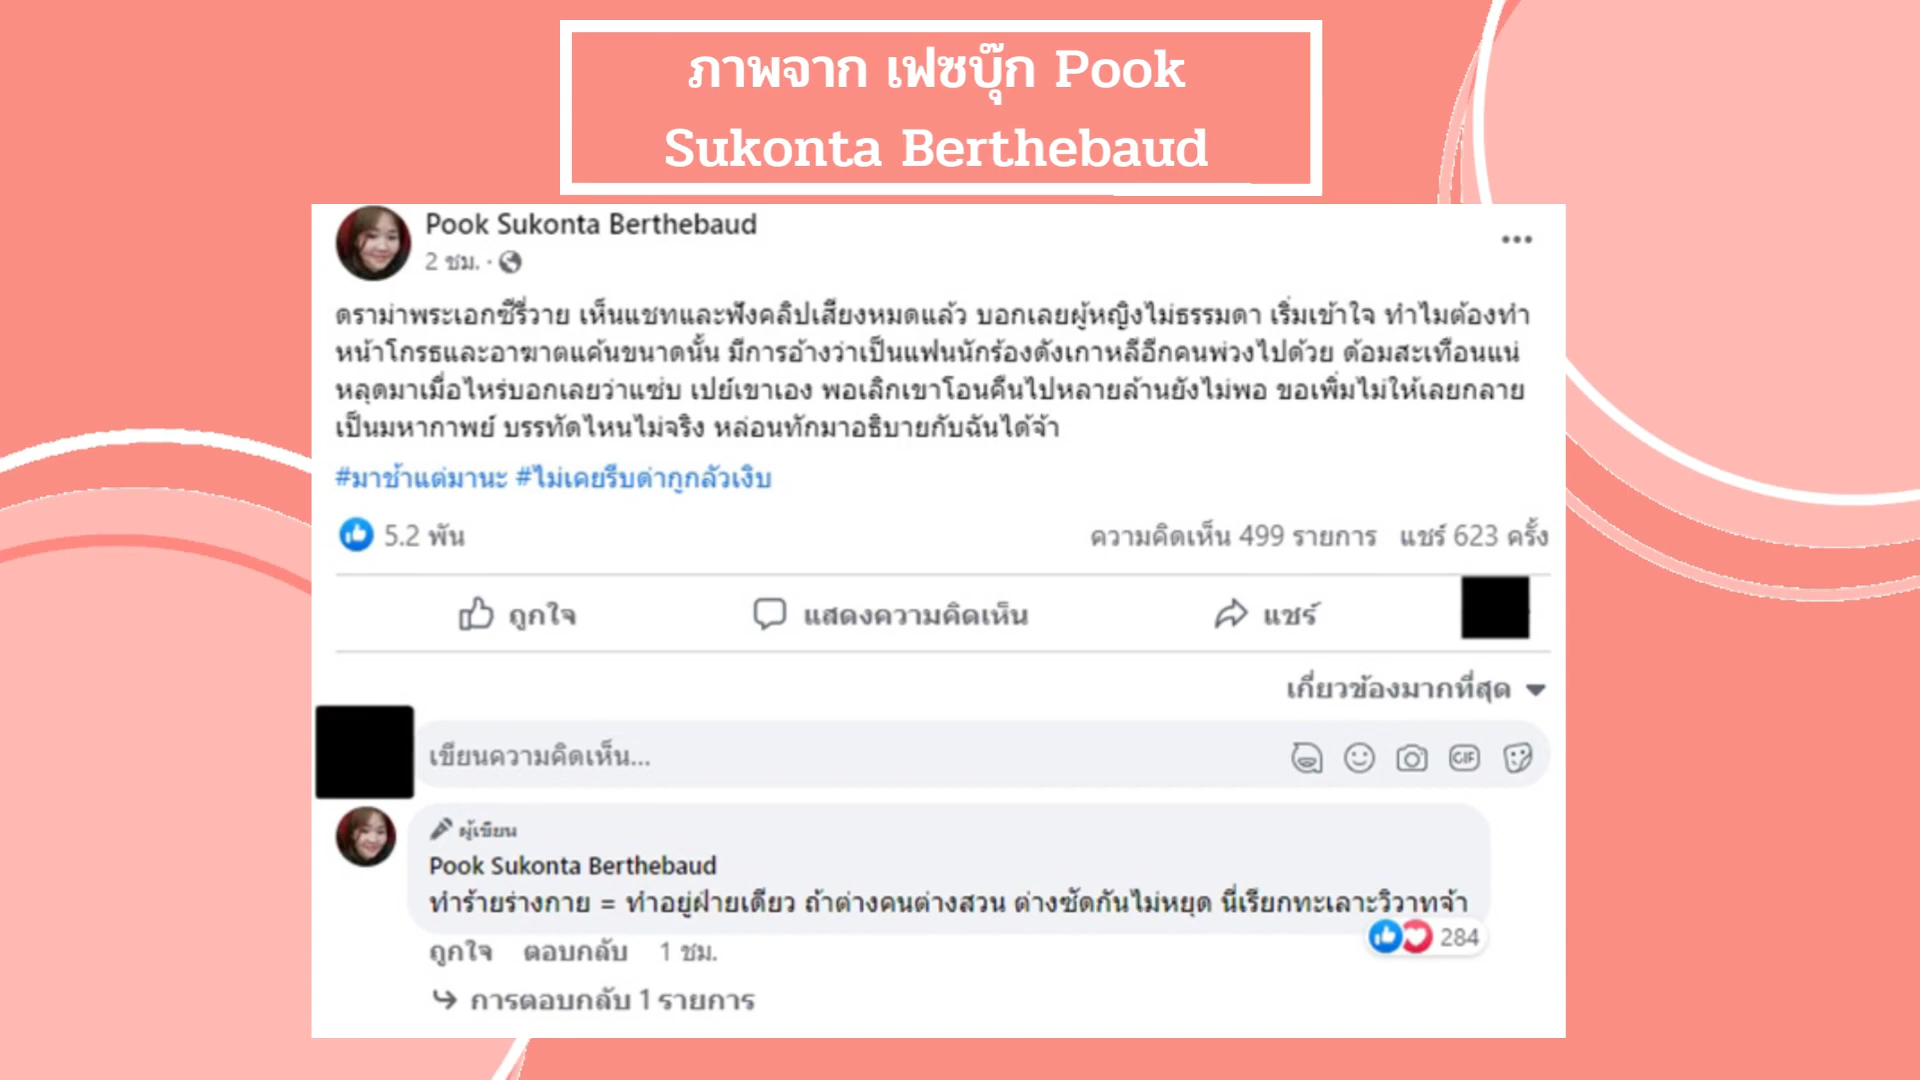 ภาพจาก เฟซบุ๊ก Pook
Sukonta Berthebaud
Pook Sukonta Berthebaud
2 ชม. ·
ดราม่าพระเอกซีรี่วาย เห็นแชทและฟังคลิปเสียงหมดแล้ว บอกเลยผู้หญิงไม่ธรรมดา เริ่มเข้าใจ ทำไมต้องทำ
หน้าโกรธและอาฆาตแค้นขนาดนั้น มีการอ้างว่าเป็นแฟนนักร้องดังเกาหลีอีกคนพ่วงไปด้วย ด้อมสะเทือนแน่
หลุดมาเมื่อไหร่บอกเลยว่าแซ่บ เปย์เขาเอง พอเลิกเขาโอนคืนไปหลายล้านยังไม่พอ ขอเพิ่มไม่ให้เลยกลาย
เป็นมหากาพย์ บรรทัดไหนไม่จริง หล่อนทักมาอธิบายกับฉันได้จ้า
#มาช้าแต่มานะ #ไม่เคยรีบด่ากูกลัวเงิบ
5.2 พัน
ความคิดเห็น 499 รายการ แชร์ 623 ครั้ง
ถูกใจ แสดงความคิดเห็น แชร์
เกี่ยวข้องมากที่สุด
เขียนความคิดเห็น...
GIF
ผู้เขียน
Pook Sukonta Berthebaud
ทำร้ายร่างกาย = ทำอยู่ฝ่ายเดียว ถ้าต่างคนต่างสวน ต่างซัดกันไม่หยุด นี่เรียกทะเลาะวิวาทจ้า
284
ถูกใจ ตอบกลับ 1 ชม.
การตอบกลับ 1 รายการ